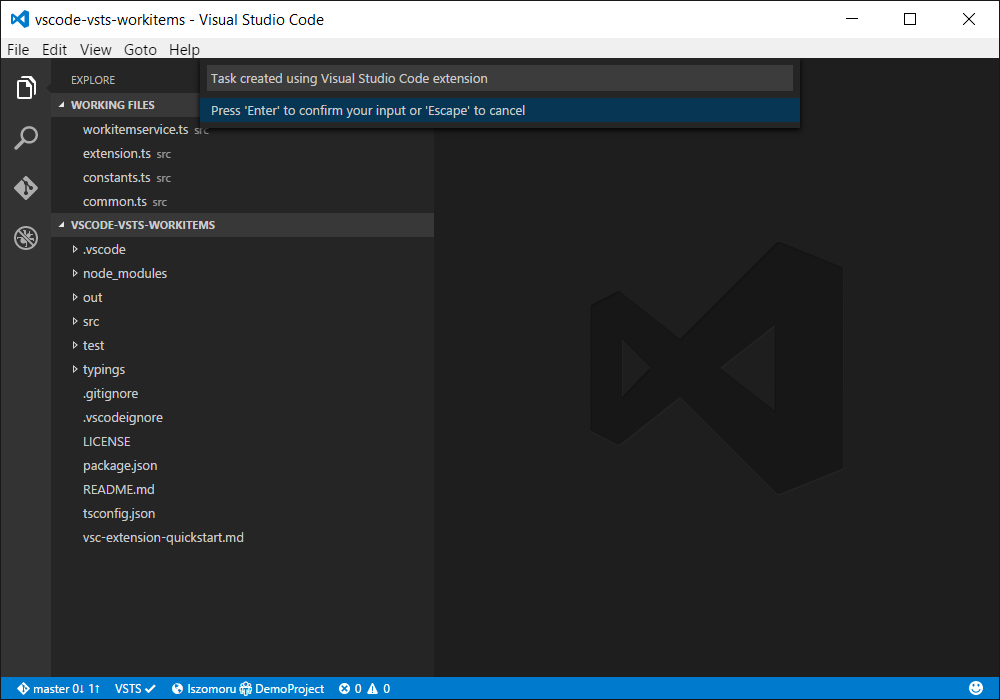 vscode-vsts-workitems - Visual Studio Code
File Edit View Goto Help
EXPLORE
Task created using Visual Studio Code extension
Press 'Enter' to confirm your input or 'Escape' to cancel
WORKING FILES
workitemservice.ts src
extension.ts src
constants.ts src
common.ts src
VSCODE-VSTS-WORKITEMS
.vscode
node_modules
out
src
test
typings
.gitignore
.vscodeignore
LICENSE
package.json
README.md
tsconfig.json
vsc-extension-quickstart.md
master 0↓ 1↑ VSTS ✓ lszomoru DemoProject 0 0